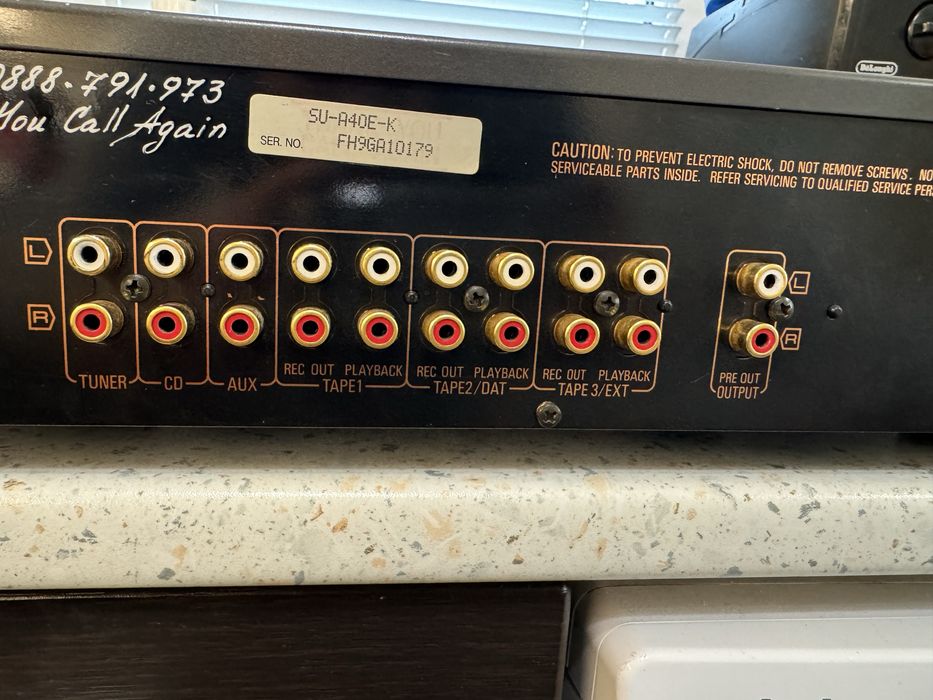 0888-791-973
You Call Again
DeLonghi
SU-A40E-K
SER. NO. FH9GA10179
CAUTION: TO PREVENT ELECTRIC SHOCK, DO NOT REMOVE SCREWS. NO
SERVICEABLE PARTS INSIDE. REFER SERVICING TO QUALIFIED SERVICE PER
L
R
L
R
REC OUT PLAYBACK REC OUT PLAYBACK REC OUT PLAYBACK PRE OUT
TUNER CD AUX TAPE1 TAPE2/DAT TAPE 3/EXT OUTPUT